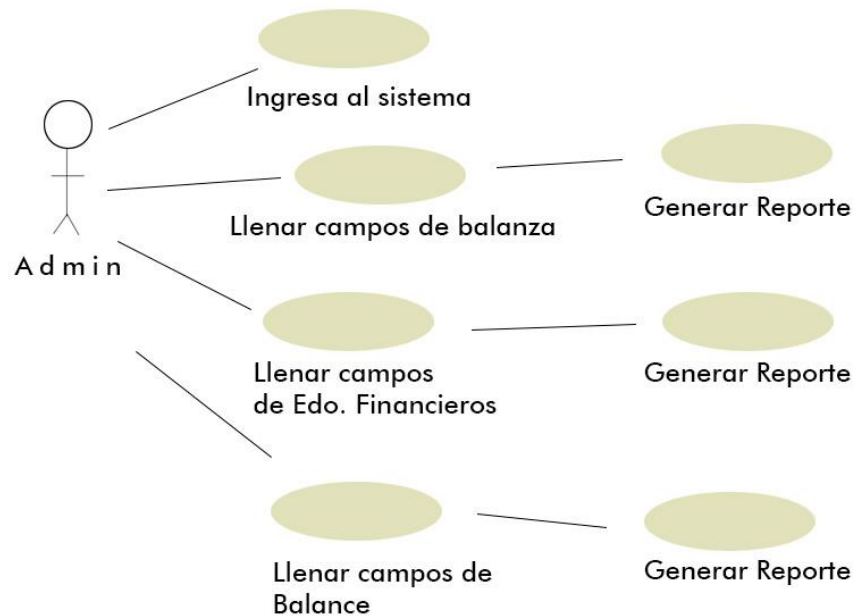 Ingresa al sistema
Llenar campos de balanza
Generar Reporte
Admin
Llenar campos
de Edo. Financieros
Generar Reporte
Llenar campos de
Balance
Generar Reporte